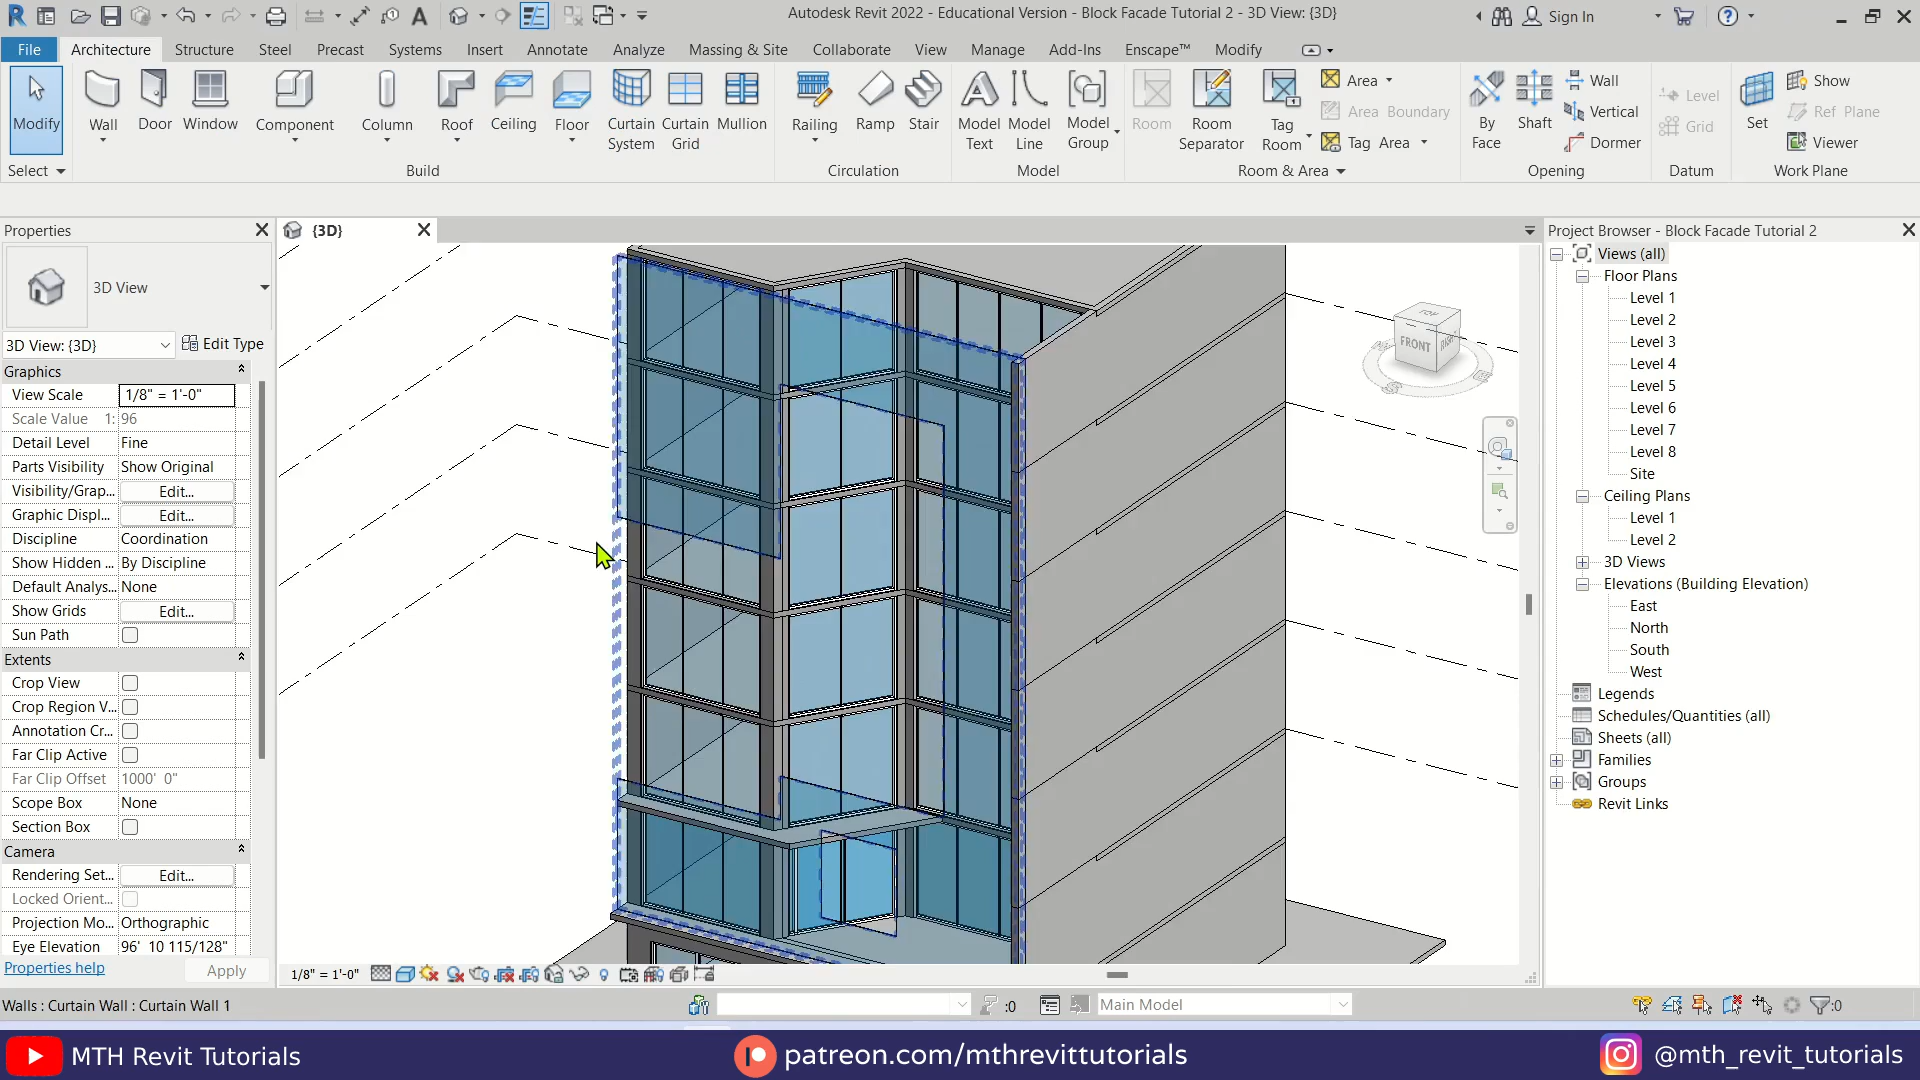 Autodesk Revit 2022 - Educational Version - Block Facade Tutorial 2 - 3D View: {3D}
Sign In
File Architecture Structure Steel Precast Systems Insert Annotate Analyze Massing & Site Collaborate View Manage Add-Ins Enscape™ Modify
Modify
Wall
Door
Window
Component
Column
Roof
Ceiling
Floor
Curtain System
Curtain Grid
Mullion
Railing
Ramp
Stair
Model Text
Model Line
Model Group
Room
Room Separator
Tag Room
Area
Area Boundary
Tag Area
By Face
Shaft
Wall
Vertical
Dormer
Level
Grid
Set
Show
Ref Plane
Viewer
Select Build Circulation Model Room & Area Opening Datum Work Plane
Properties
3D View
3D View: {3D} Edit Type
Graphics
View Scale 1/8" = 1'-0"
Scale Value 1: 96
Detail Level Fine
Parts Visibility Show Original
Visibility/Grap... Edit...
Graphic Displ... Edit...
Discipline Coordination
Show Hidden ... By Discipline
Default Analys... None
Show Grids Edit...
Sun Path
Extents
Crop View
Crop Region V...
Annotation Cr...
Far Clip Active
Far Clip Offset 1000' 0"
Scope Box None
Section Box
Camera
Rendering Set... Edit...
Locked Orient...
Projection Mo... Orthographic
Eye Elevation 96' 10 115/128"
Properties help Apply
{3D}
TOP
FRONT
1/8" = 1'-0"
Project Browser - Block Facade Tutorial 2
Views (all)
Floor Plans
Level 1
Level 2
Level 3
Level 4
Level 5
Level 6
Level 7
Level 8
Site
Ceiling Plans
Level 1
Level 2
3D Views
Elevations (Building Elevation)
East
North
South
West
Legends
Schedules/Quantities (all)
Sheets (all)
Families
Groups
Revit Links
Walls : Curtain Wall : Curtain Wall 1
:0
Main Model
:0
MTH Revit Tutorials
patreon.com/mthrevittutorials
@mth_revit_tutorials